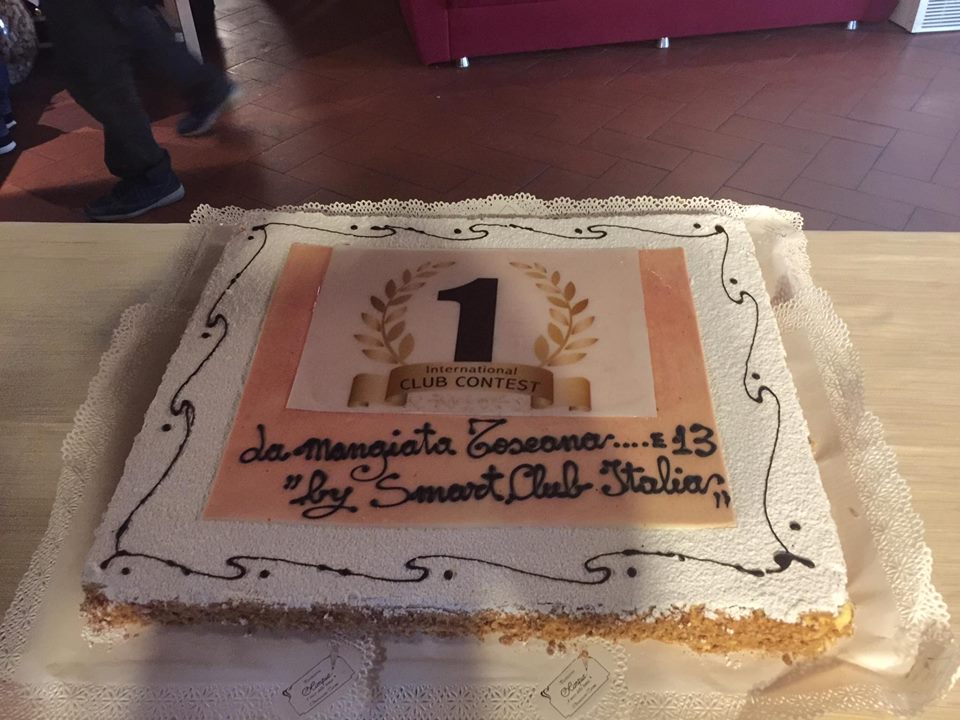 1
International
CLUB CONTEST
La mangiata Toscana.....E 13
"by Smart Club Italia"